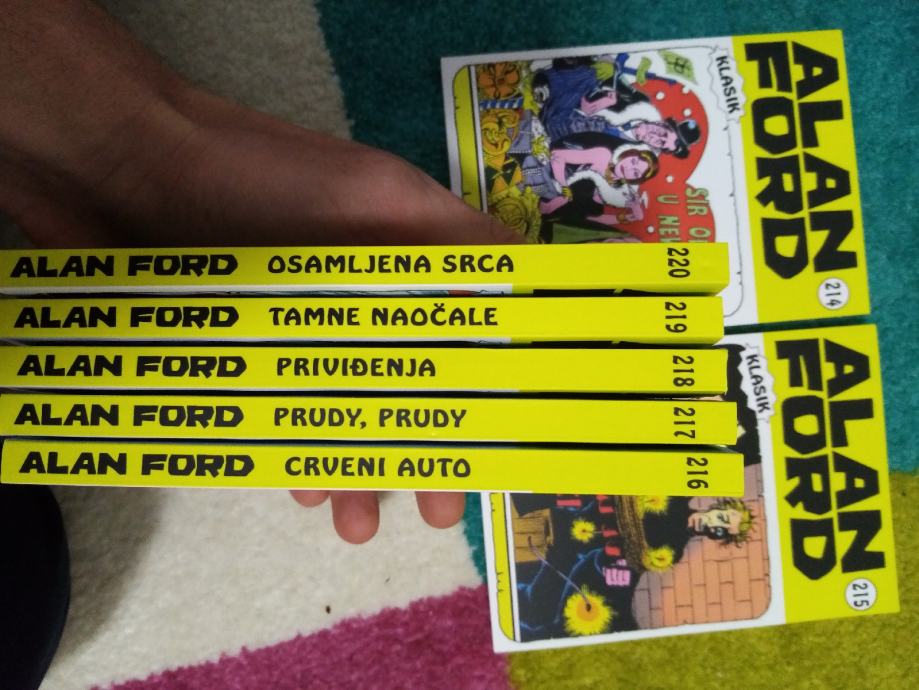 ALAN FORD OSAMLJENA SRCA 220
ALAN FORD TAMNE NAOČALE 219
ALAN FORD PRIVIĐENJA 218
ALAN FORD PRUDY, PRUDY 217
ALAN FORD CRVENI AUTO 216
ALAN
FORD
214
KLASIK
SIR
U
ALAN
FORD
215
KLASIK